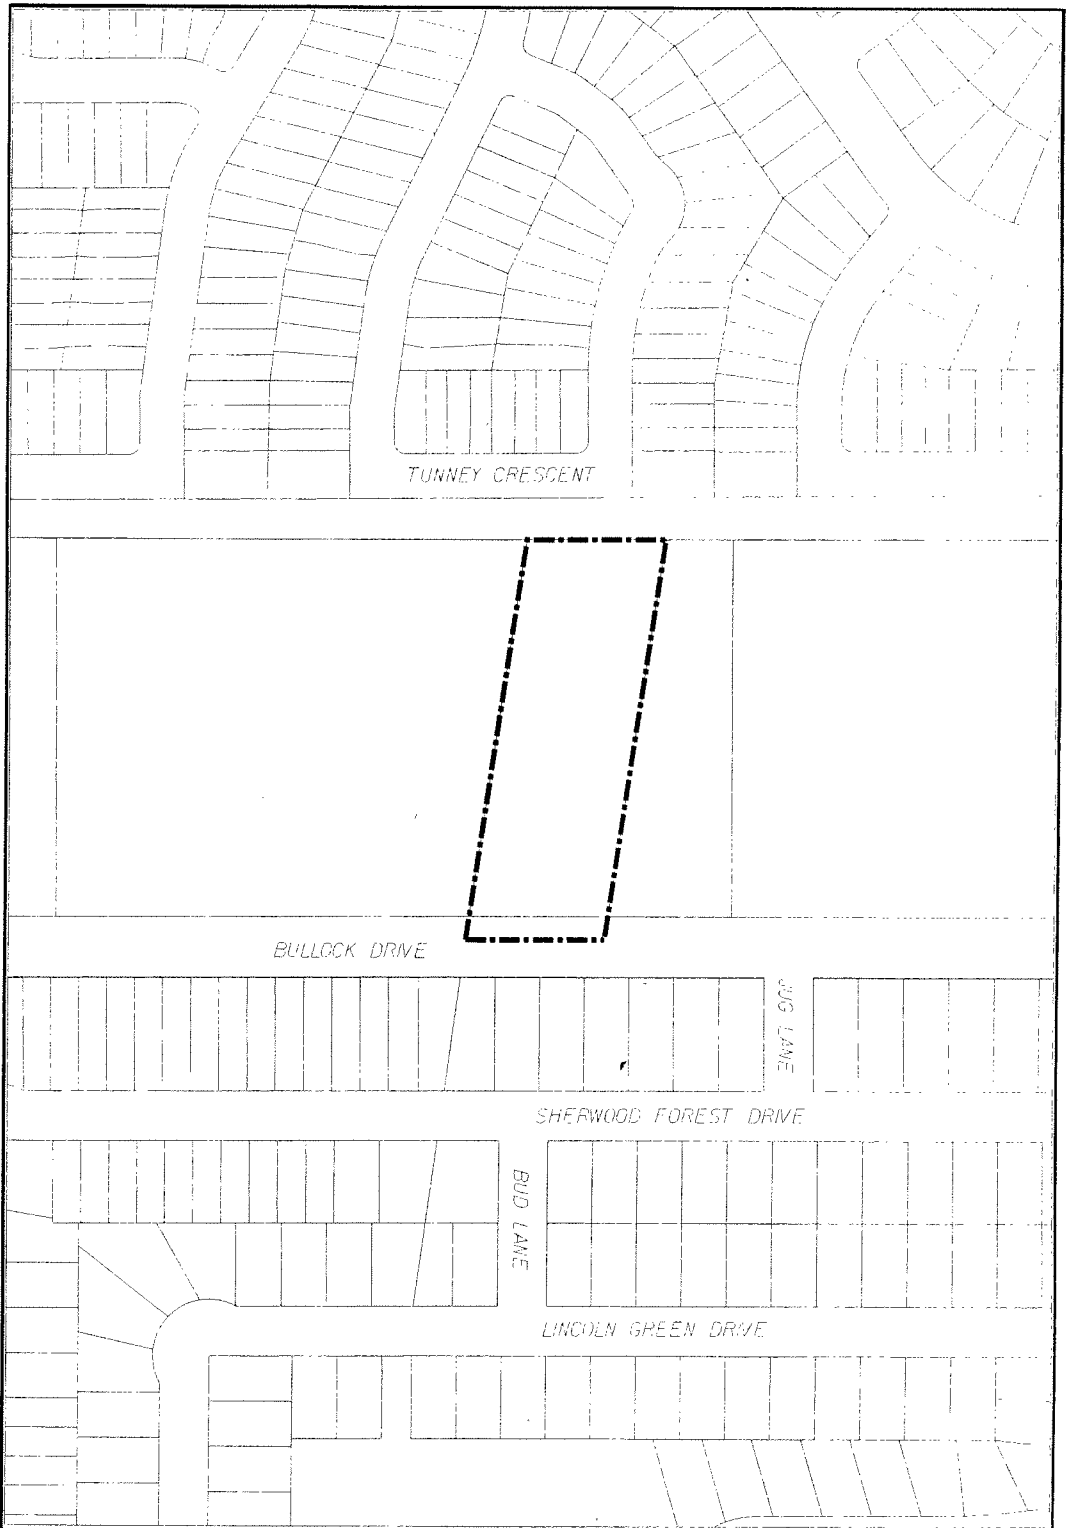 TUNNEY CRESCENT
BULLOCK DRIVE
JUG LANE
SHERWOOD FOREST DRIVE
BUD LANE
LINCOLN GREEN DRIVE